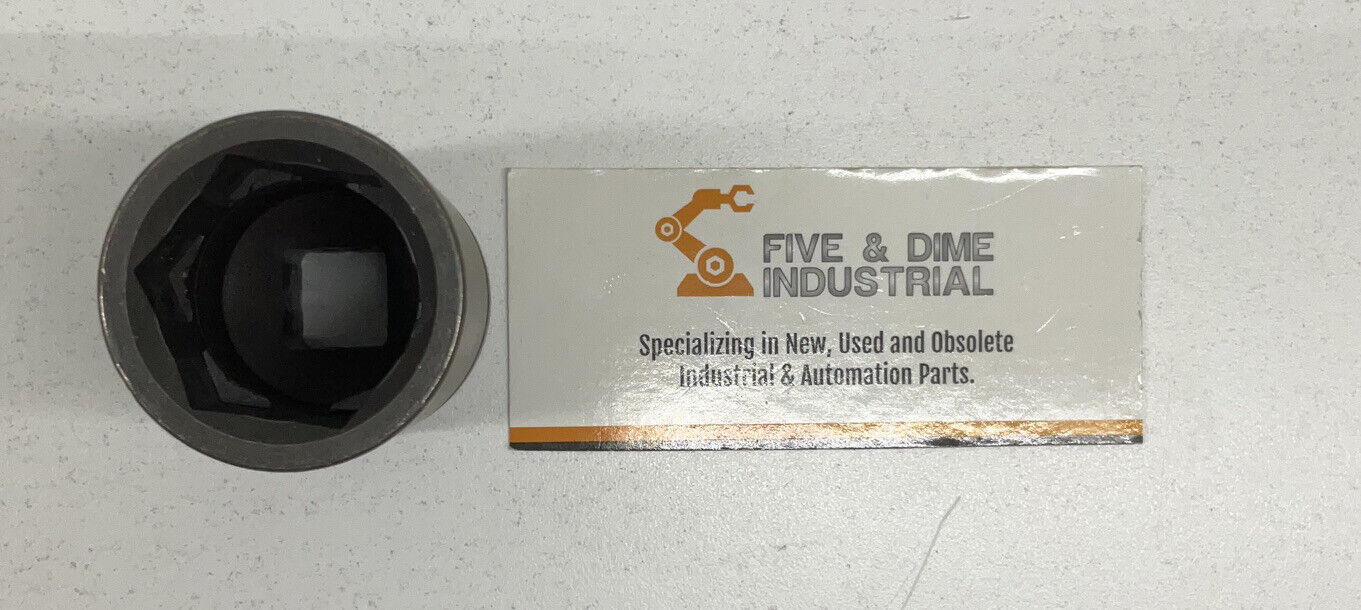 FIVE & DIME
INDUSTRIAL
Specializing in New, Used and Obsolete
Industrial & Automation Parts.